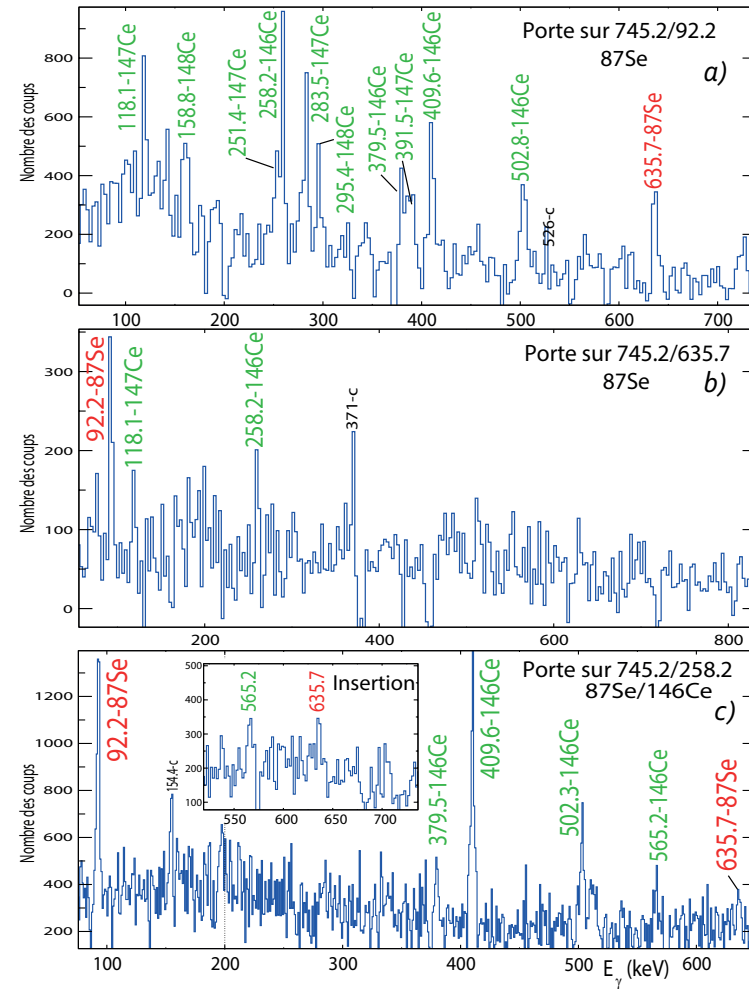 Porte sur 745.2/92.2
87Se
a)
Nombre des coups
800
600
400
200
0
118.1-147Ce
158.8-148Ce
251.4-147Ce
258.2-146Ce
283.5-147Ce
295.4-148Ce
379.5-146Ce
391.5-147Ce
409.6-146Ce
502.8-146Ce
526-c
635.7-87Se
100 200 300 400 500 600 700
Porte sur 745.2/635.7
87Se
b)
Nombre des coups
300
200
100
0
92.2-87Se
118.1-147Ce
258.2-146Ce
371-c
200 400 600 800
Porte sur 745.2/258.2
87Se/146Ce
c)
Nombre des coups
1200
1000
800
600
400
200
92.2-87Se
154.4-c
Insertion
500
400
300
200
100
565.2
635.7
550 600 650 700
379.5-146Ce
409.6-146Ce
502.3-146Ce
565.2-146Ce
635.7-87Se
100 200 300 400 500 600
Eγ (keV)